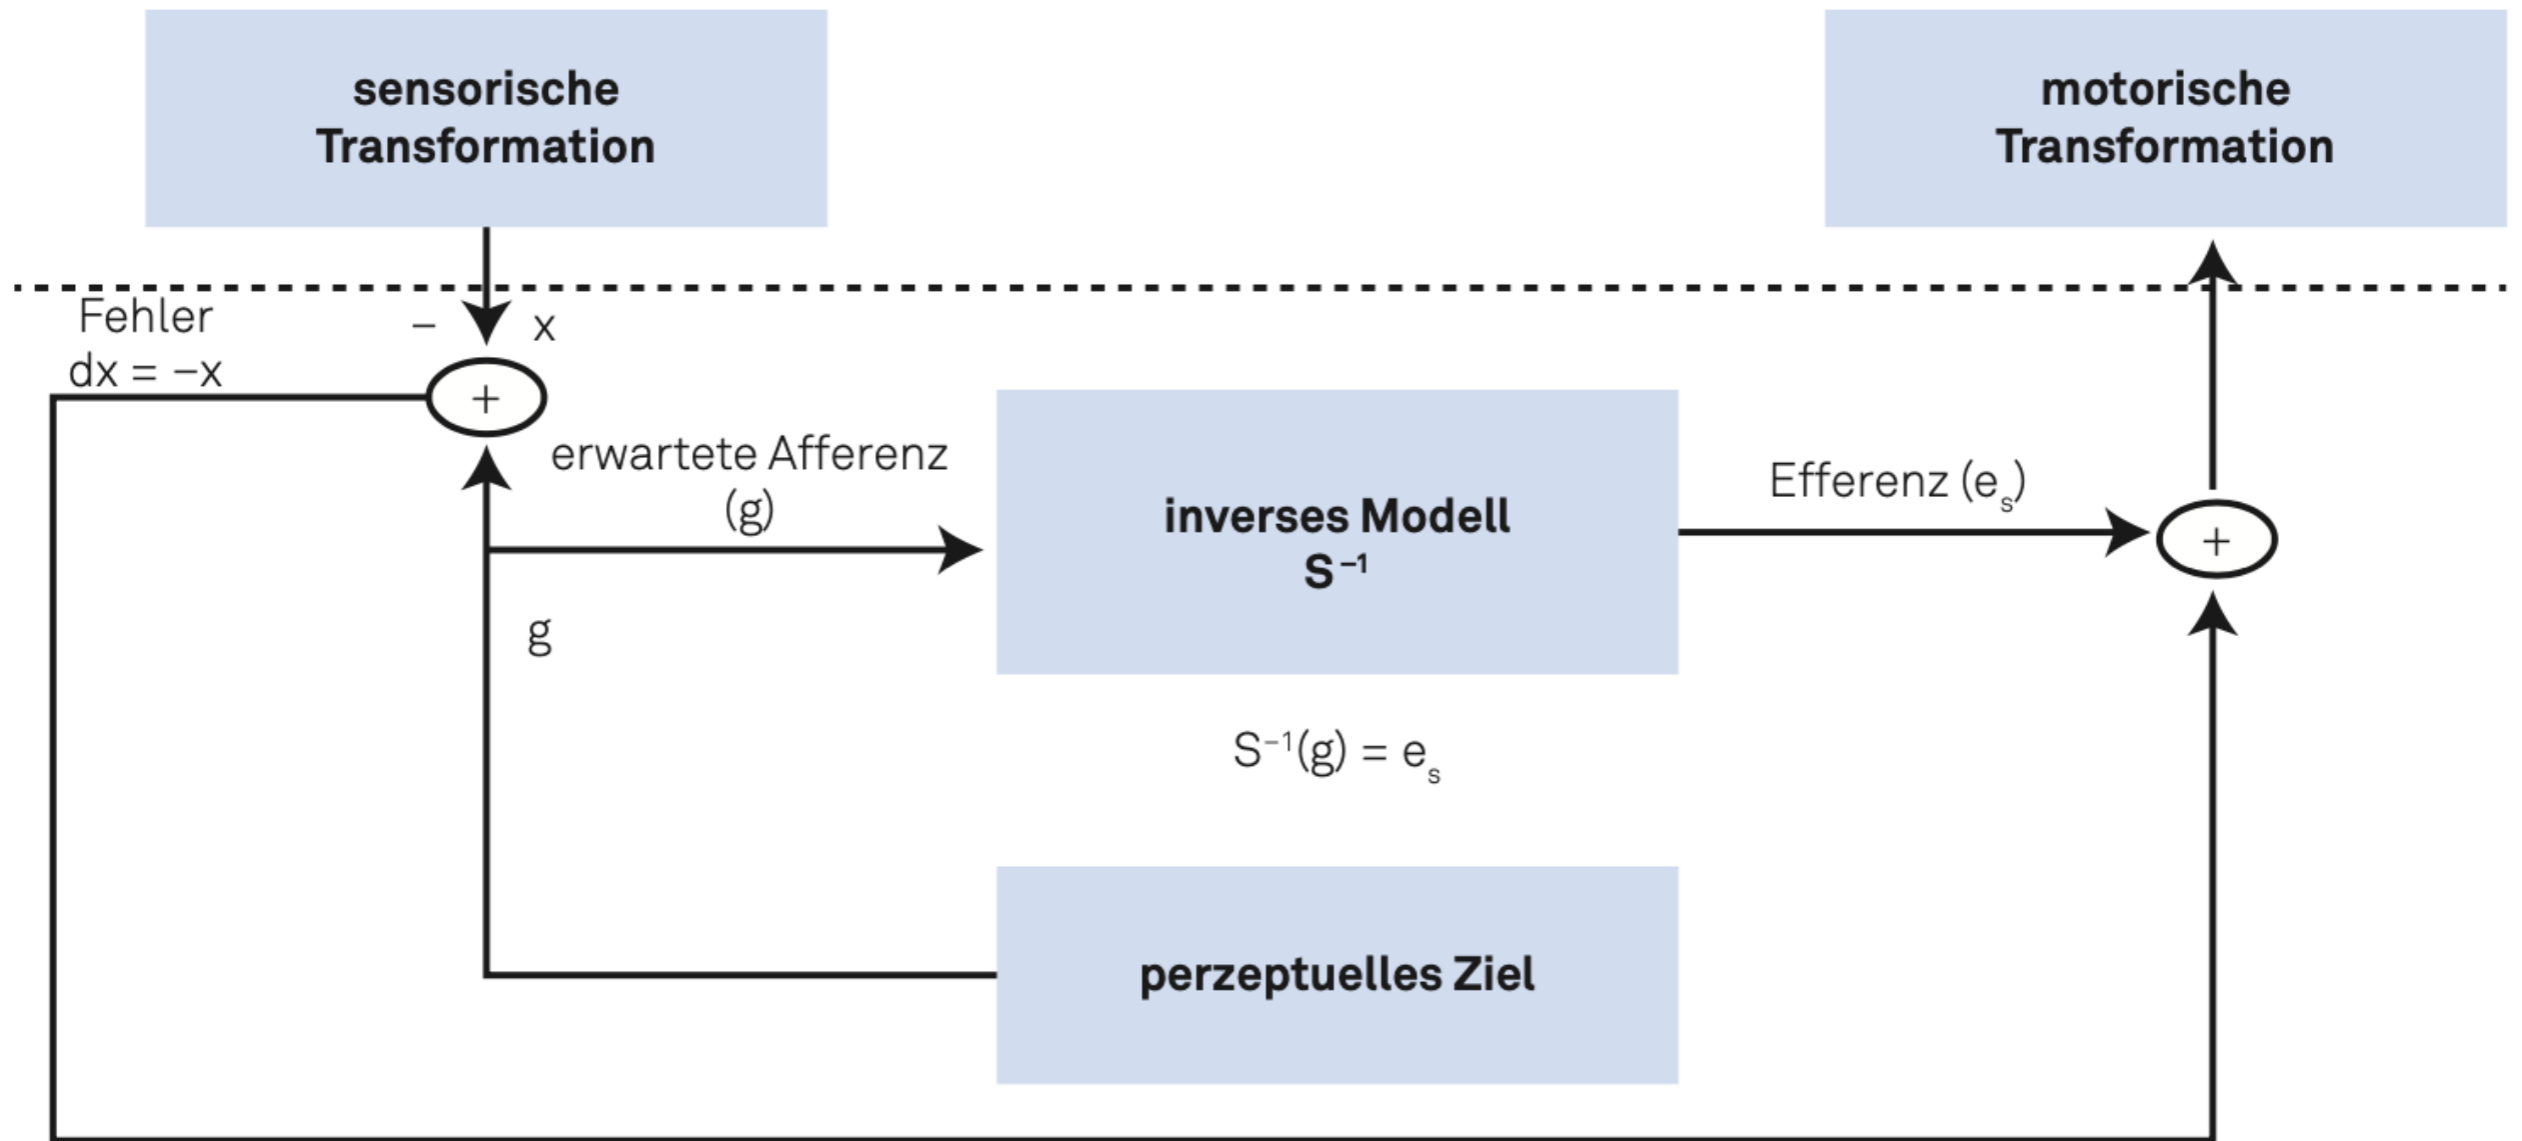 sensorische
Transformation
motorische
Transformation
Fehler
dx = –x
– x
+
erwartete Afferenz
(g)
inverses Modell
S⁻¹
Efferenz (eₛ)
+
g
S⁻¹(g) = eₛ
perzeptuelles Ziel